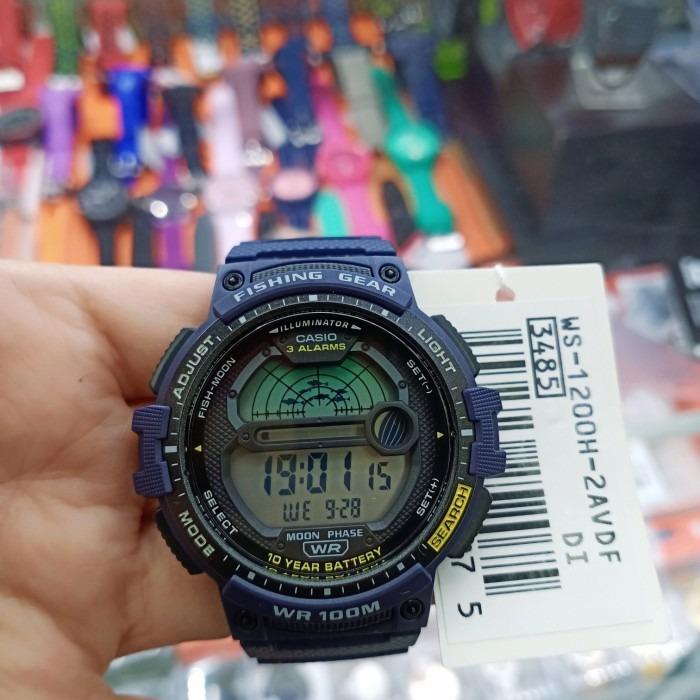 FISHING GEAR
ILLUMINATOR
CASIO
3 ALARMS
ADJUST
LIGHT
FISH-MOON
SET(-)
19:01 15
WE 9-28
SELECT
SET(+)
MODE
SEARCH
MOON PHASE
WR
10 YEAR BATTERY
WR 100M
WS-1200H-2AVDF
3485
DI
7 5